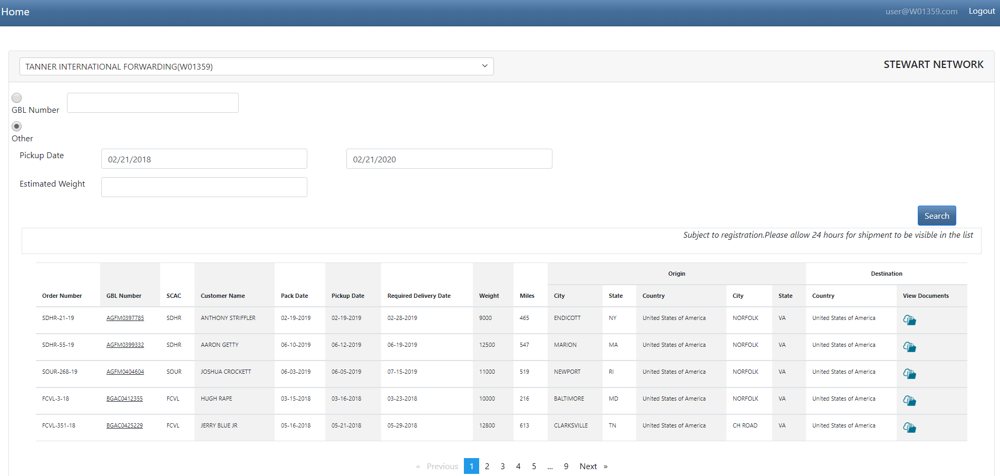 Home user@W01359.com Logout
TANNER INTERNATIONAL FORWARDING(W01359) STEWART NETWORK
GBL Number
Other
Pickup Date 02/21/2018 02/21/2020
Estimated Weight
Search
Subject to registration.Please allow 24 hours for shipment to be visible in the list
Origin Destination
Order Number GBL Number SCAC Customer Name Pack Date Pickup Date Required Delivery Date Weight Miles City State Country City State Country View Documents
SDHR-21-19 AGFM0397785 SDHR ANTHONY STRIFFLER 02-19-2019 02-19-2019 02-28-2019 9000 465 ENDICOTT NY United States of America NORFOLK VA United States of America
SDHR-55-19 AGFM0399332 SDHR AARON GETTY 06-10-2019 06-12-2019 06-19-2019 12500 547 MARION MA United States of America NORFOLK VA United States of America
SOUR-268-19 AGFM0404604 SOUR JOSHUA CROCKETT 06-03-2019 06-05-2019 07-15-2019 11000 519 NEWPORT RI United States of America NORFOLK VA United States of America
FCVL-3-18 BGAC0412355 FCVL HUGH RAPE 03-15-2018 03-16-2018 03-23-2018 10000 216 BALTIMORE MD United States of America NORFOLK VA United States of America
FCVL-351-18 BGAC0425229 FCVL JERRY BLUE JR 05-16-2018 05-21-2018 05-29-2018 12800 613 CLARKSVILLE TN United States of America CH ROAD VA United States of America
« Previous 1 2 3 4 5 ... 9 Next »